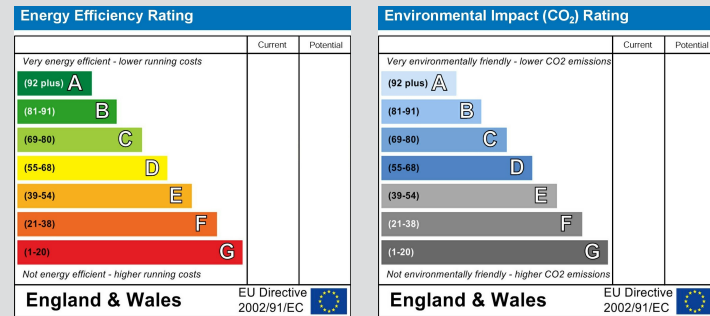 Energy Efficiency Rating
Current Potential
Very energy efficient - lower running costs
(92 plus) A
(81-91) B
(69-80) C
(55-68) D
(39-54) E
(21-38) F
(1-20) G
Not energy efficient - higher running costs
England & Wales
EU Directive
2002/91/EC
Environmental Impact (CO₂) Rating
Current Potential
Very environmentally friendly - lower CO2 emissions
(92 plus) A
(81-91) B
(69-80) C
(55-68) D
(39-54) E
(21-38) F
(1-20) G
Not environmentally friendly - higher CO2 emissions
England & Wales
EU Directive
2002/91/EC